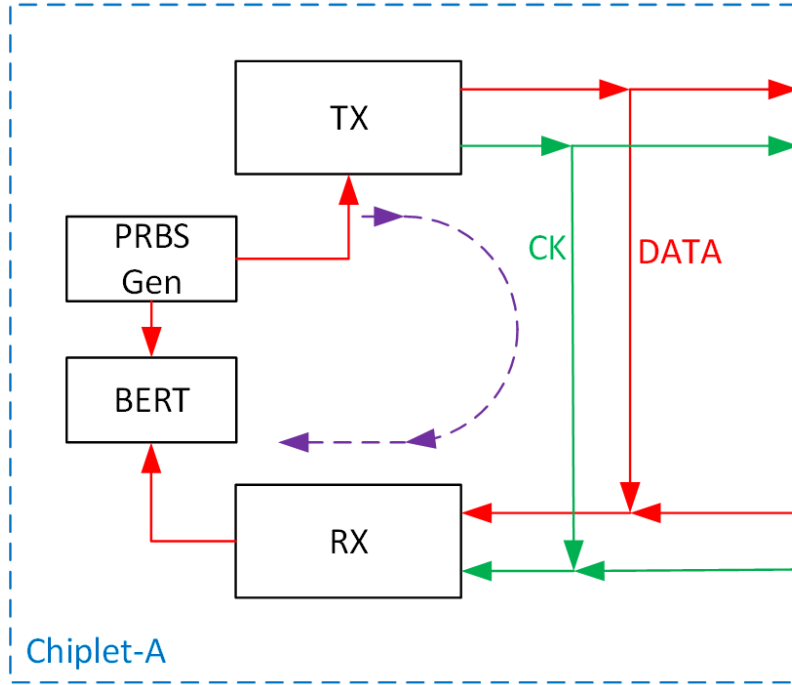 TX
PRBS
Gen
CK
DATA
BERT
RX
Chiplet-A